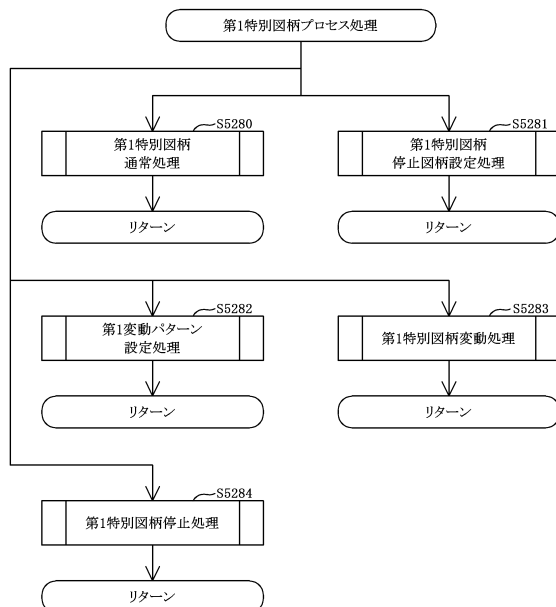 第1特別図柄プロセス処理
S5280
第1特別図柄
通常処理
S5281
第1特別図柄
停止図柄設定処理
リターン
リターン
S5282
第1変動パターン
設定処理
S5283
第1特別図柄変動処理
リターン
リターン
S5284
第1特別図柄停止処理
リターン